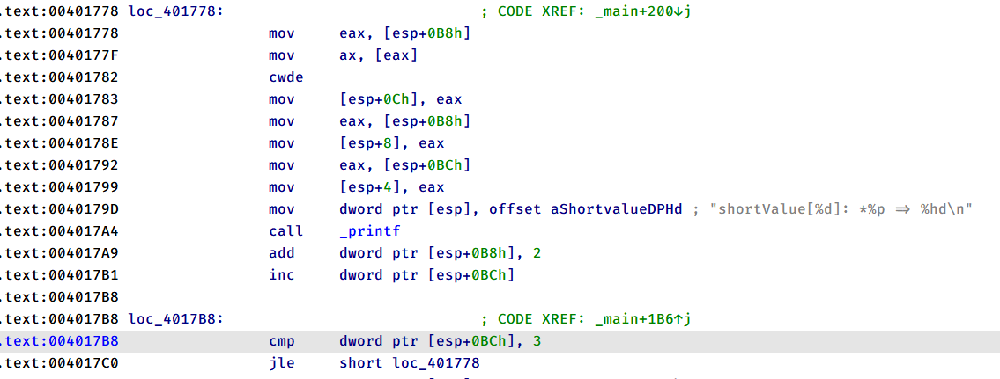 .text:00401778 loc_401778: ; CODE XREF: _main+200↓j
.text:00401778 mov eax, [esp+0B8h]
.text:0040177F mov ax, [eax]
.text:00401782 cwde
.text:00401783 mov [esp+0Ch], eax
.text:00401787 mov eax, [esp+0B8h]
.text:0040178E mov [esp+8], eax
.text:00401792 mov eax, [esp+0BCh]
.text:00401799 mov [esp+4], eax
.text:0040179D mov dword ptr [esp], offset aShortvalueDPHd ; "shortValue[%d]: *%p => %hd\n"
.text:004017A4 call _printf
.text:004017A9 add dword ptr [esp+0B8h], 2
.text:004017B1 inc dword ptr [esp+0BCh]
.text:004017B8
.text:004017B8 loc_4017B8: ; CODE XREF: _main+1B6↑j
.text:004017B8 cmp dword ptr [esp+0BCh], 3
.text:004017C0 jle short loc_401778